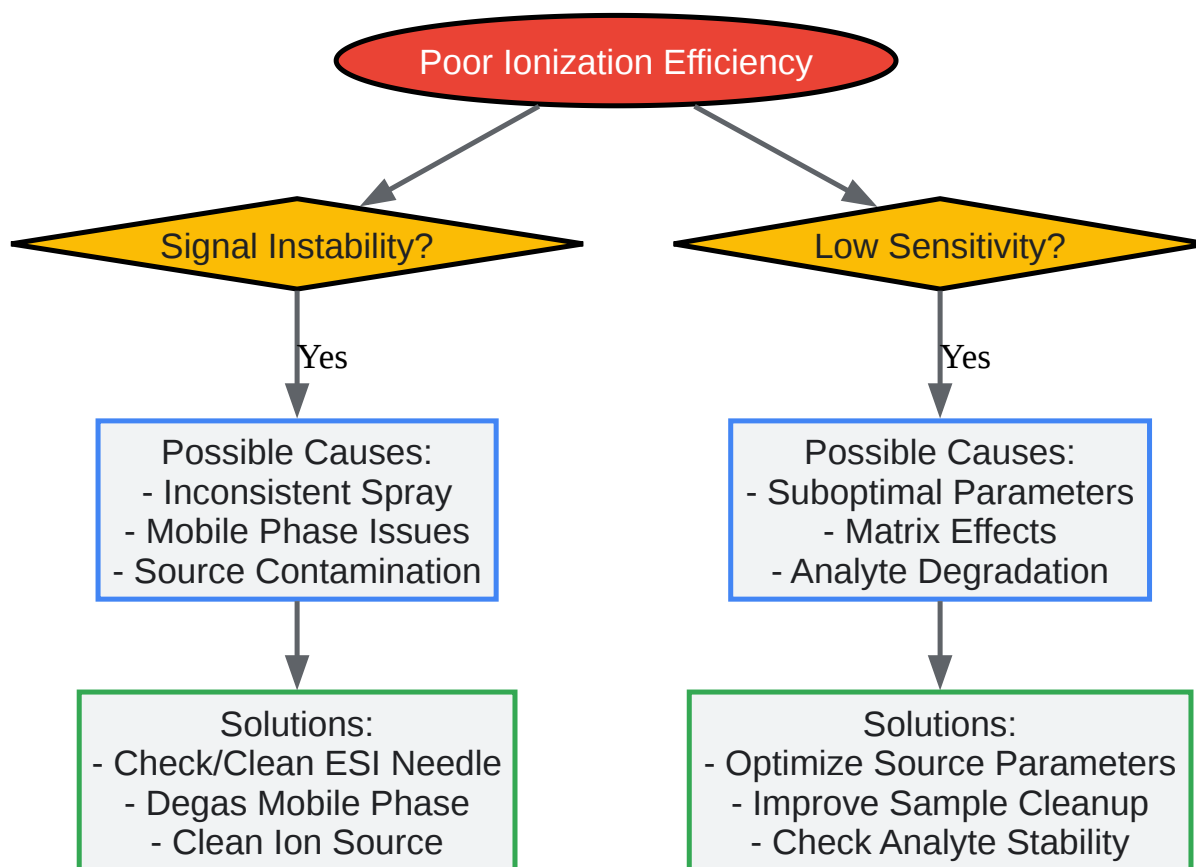 Poor Ionization Efficiency
Signal Instability?
Low Sensitivity?
Yes
Yes
Possible Causes:
- Inconsistent Spray
- Mobile Phase Issues
- Source Contamination
Possible Causes:
- Suboptimal Parameters
- Matrix Effects
- Analyte Degradation
Solutions:
- Check/Clean ESI Needle
- Degas Mobile Phase
- Clean Ion Source
Solutions:
- Optimize Source Parameters
- Improve Sample Cleanup
- Check Analyte Stability